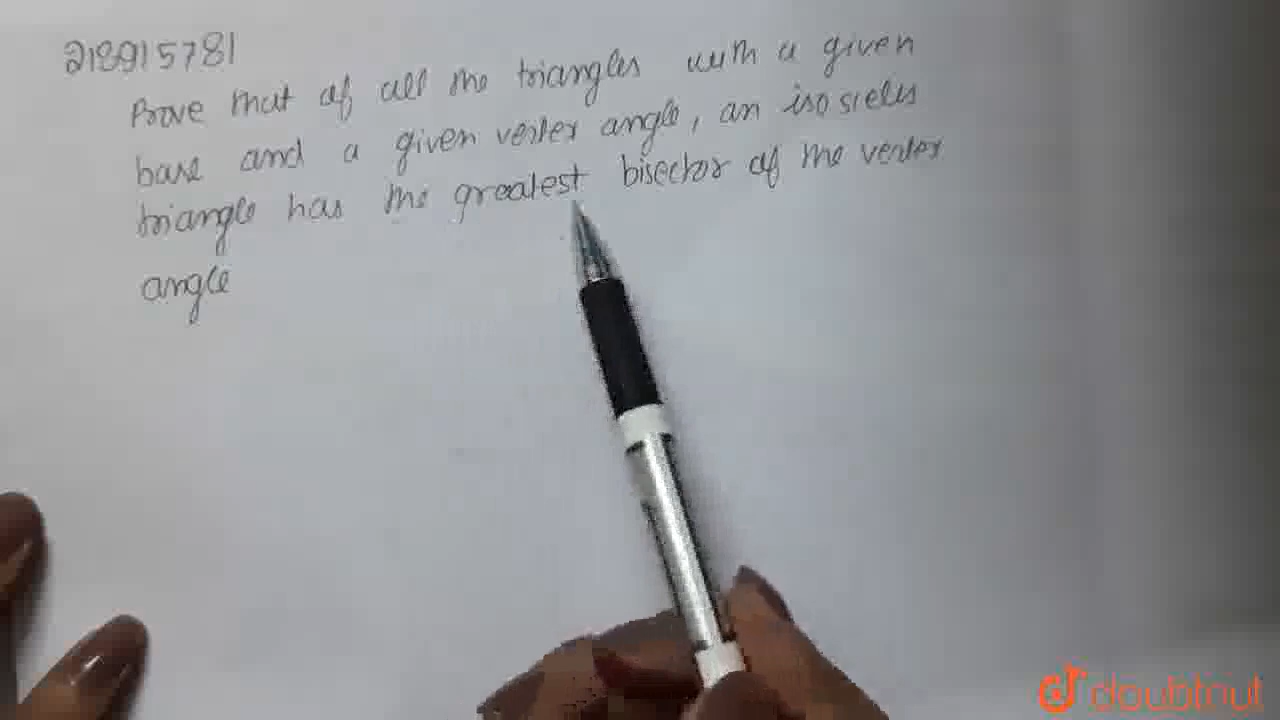 218915781
Prove that of all the triangles with a given
base and a given vertex angle, an isosceles
triangle has the greatest bisector of the vertex
angle
doubtnut